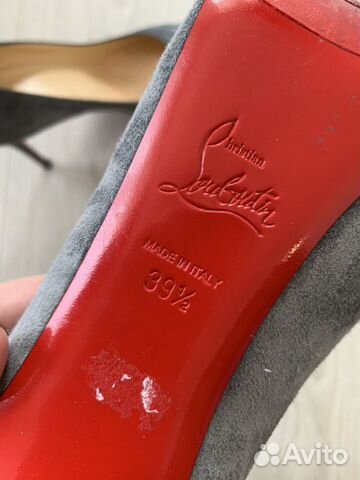 Christian
Louboutin
MADE IN ITALY
39½
Avito